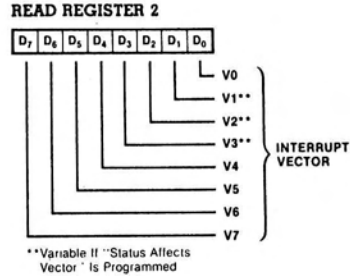 READ REGISTER 2
D7 D6 D5 D4 D3 D2 D1 D0
V0
V1**
V2**
V3**
INTERRUPT
VECTOR
V4
V5
V6
V7
**Variable If "Status Affects
Vector" Is Programmed